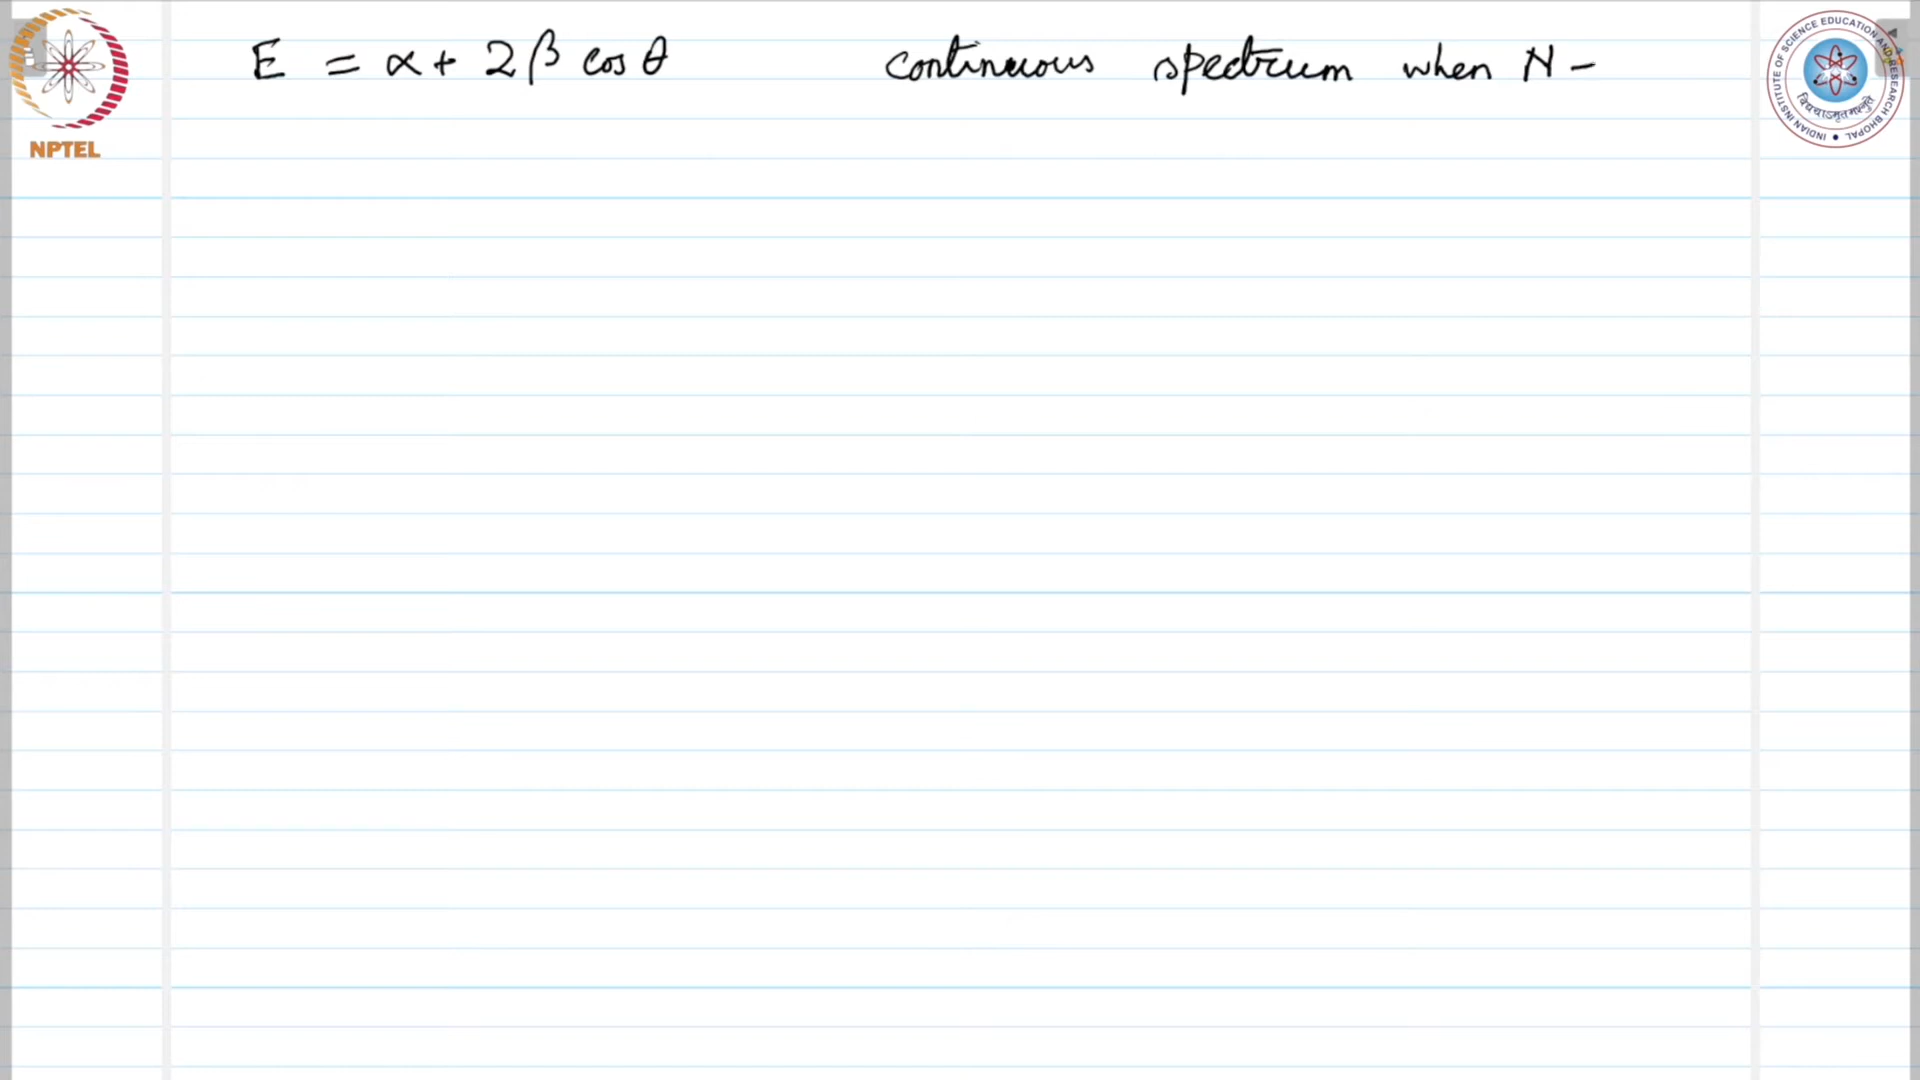 E = α + 2β cos θ continuous spectrum when N –
NPTEL
INDIAN INSTITUTE OF SCIENCE EDUCATION AND RESEARCH BHOPAL